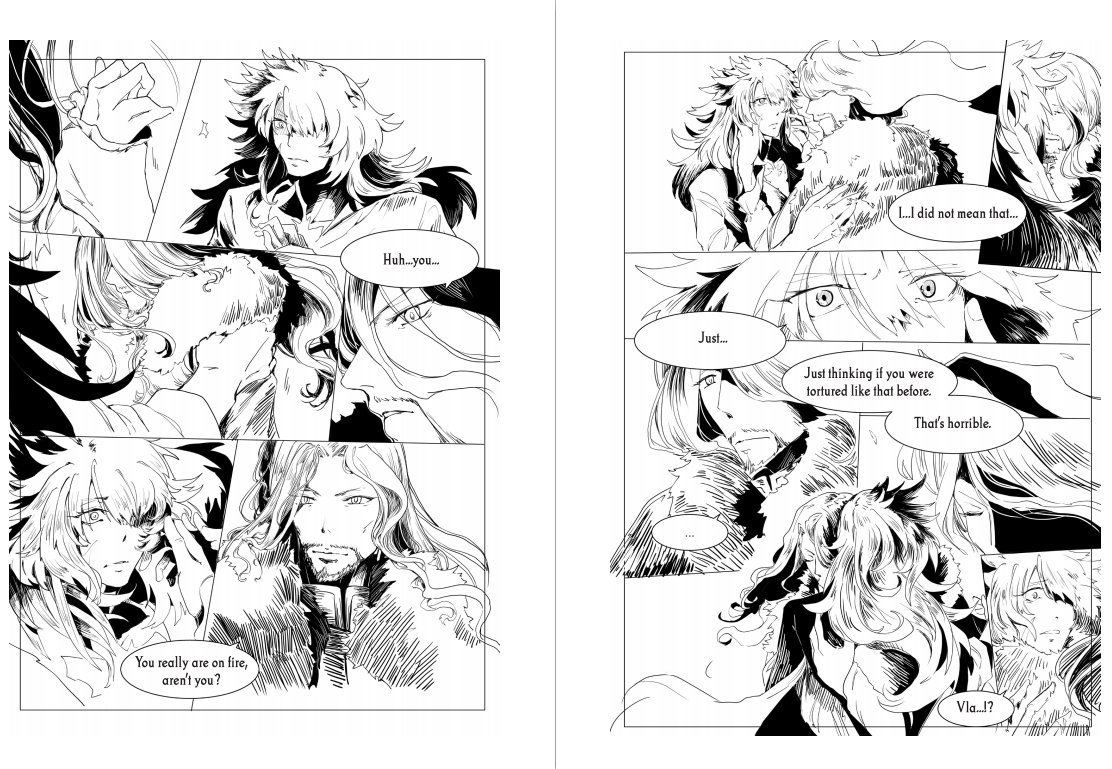 Huh...you...
You really are on fire,
aren't you?
I...I did not mean that...
Just...
Just thinking if you were
tortured like that before.
That's horrible.
...
Vla...!?